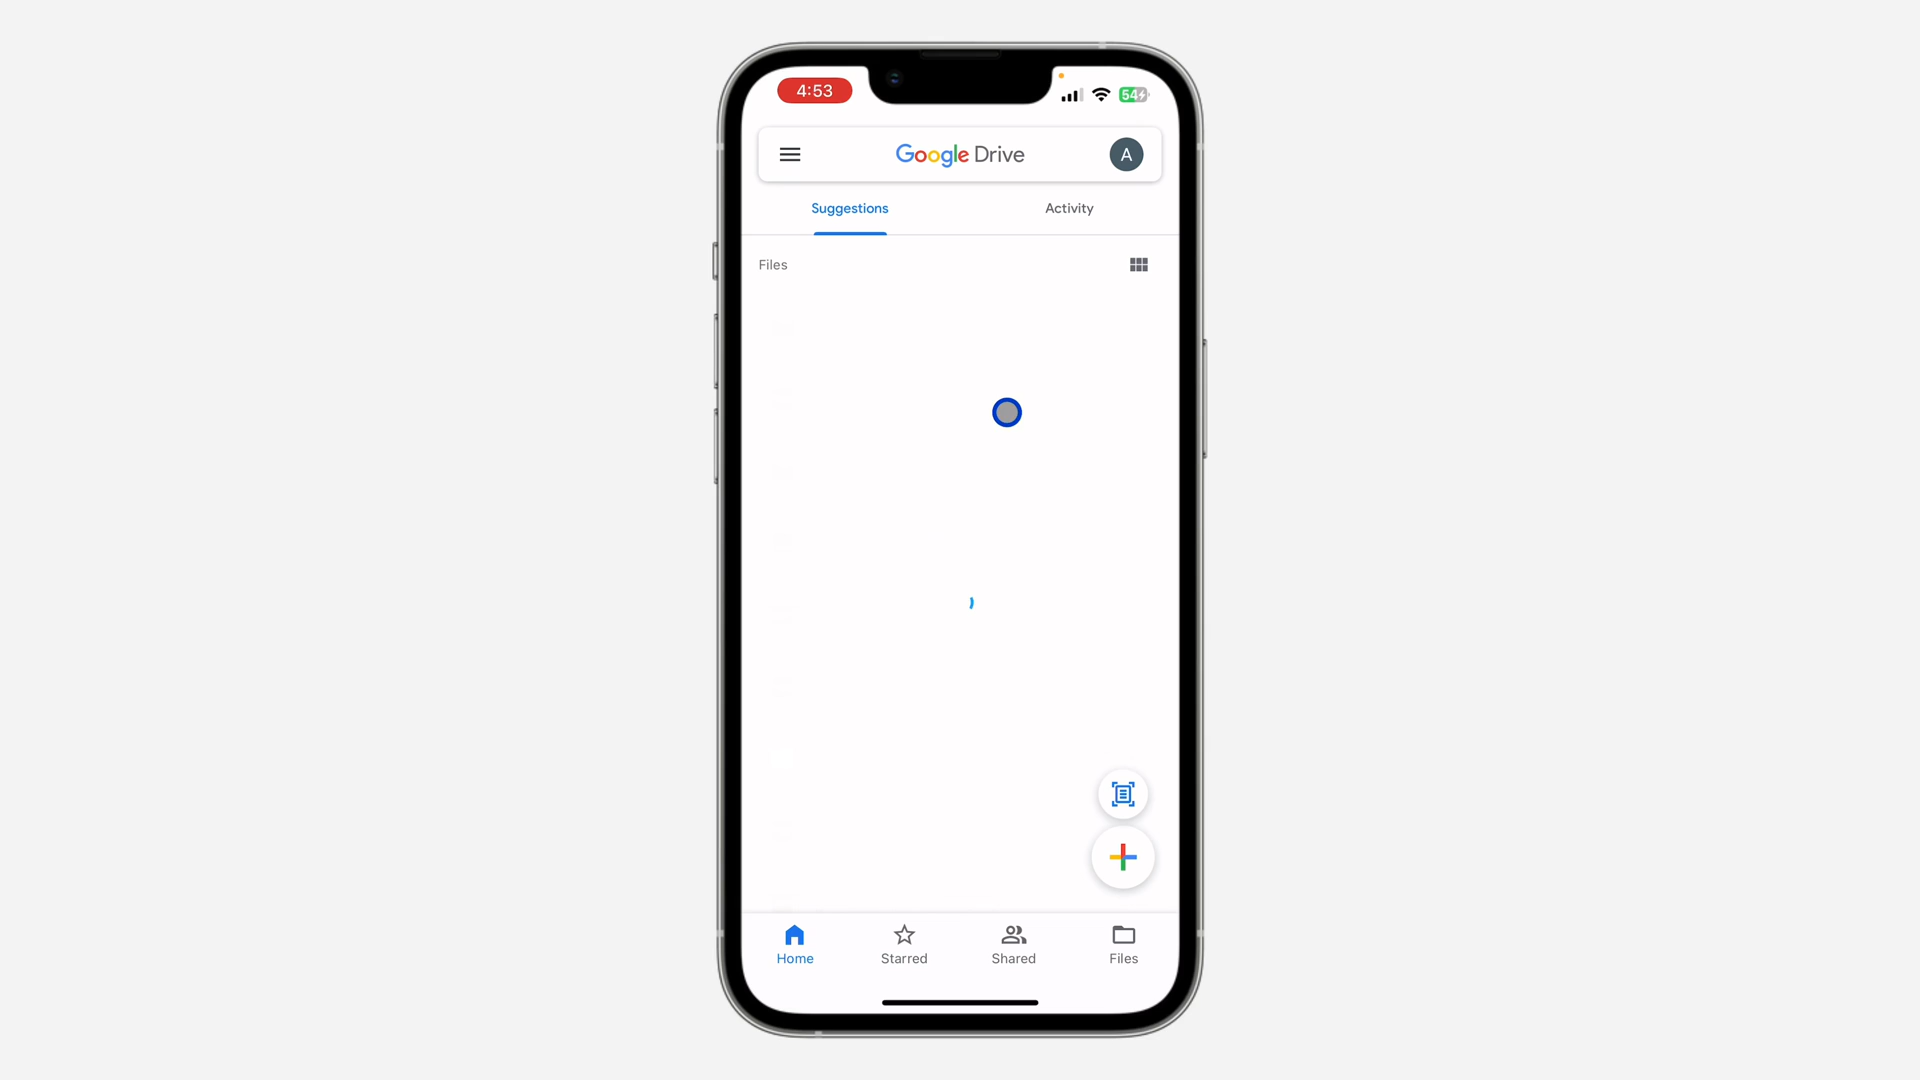 4:53
54
Google Drive
A
Suggestions
Activity
Files
Home
Starred
Shared
Files